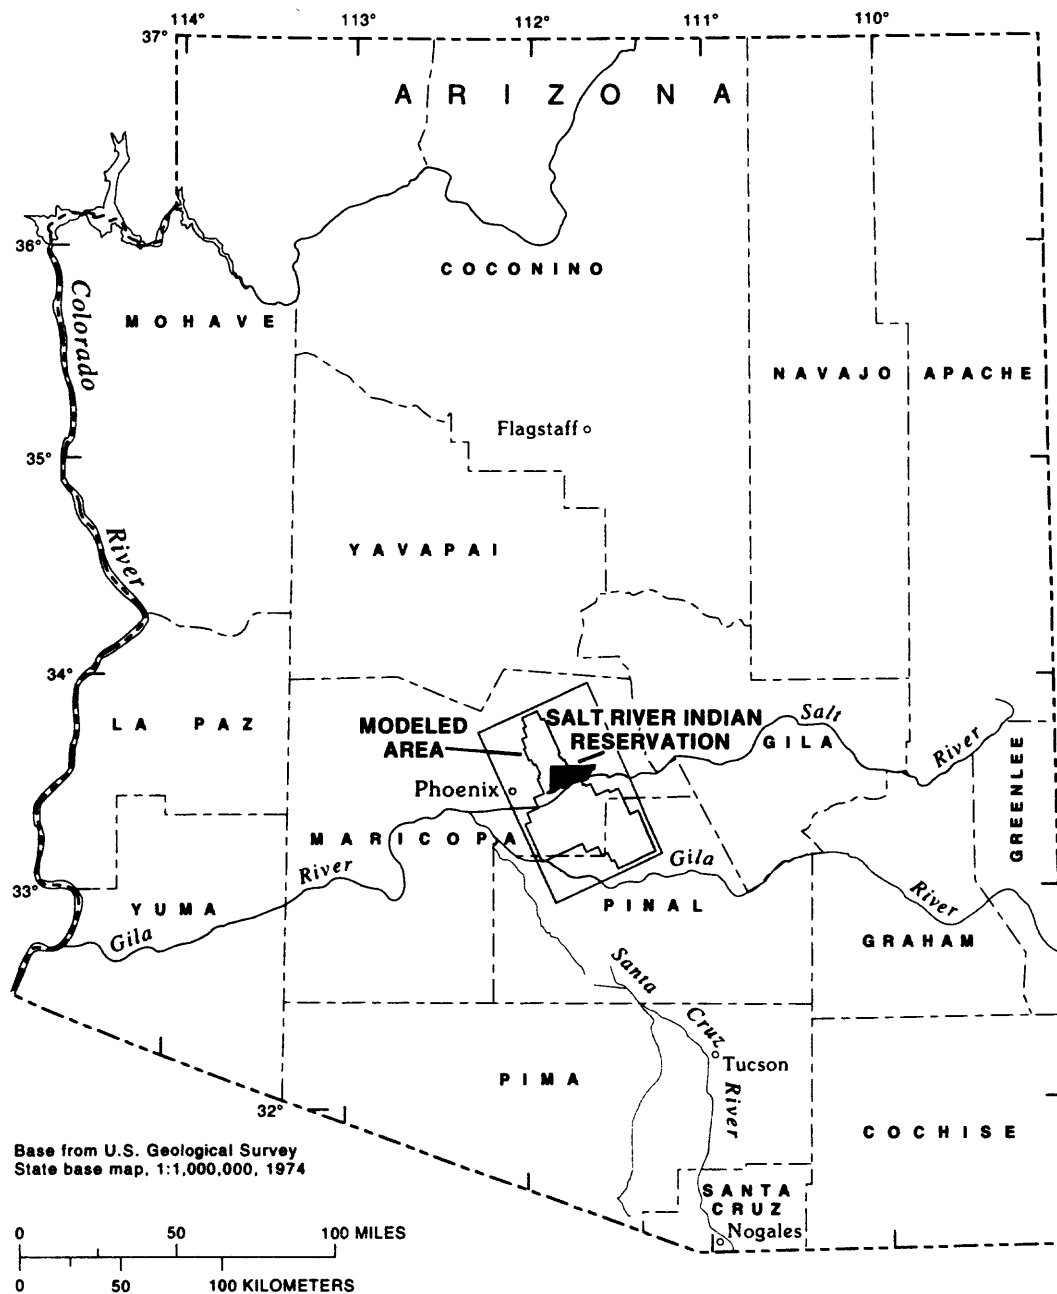 114° 113° 112° 111° 110°
37°
ARIZONA
36°
COCONINO
Colorado
River
MOHAVE
NAVAJO APACHE
Flagstaff
35°
YAVAPAI
34°
LA PAZ
MODELED
AREA
SALT RIVER INDIAN
RESERVATION
Salt
River
GILA
GREENLEE
Phoenix
MARICOPA
Gila
River
River
33°
YUMA
Gila
PINAL
GRAHAM
Santa
Cruz
River
Tucson
PIMA
32°
COCHISE
Base from U.S. Geological Survey
State base map, 1:1,000,000, 1974
SANTA
CRUZ
Nogales
0 50 100 MILES
0 50 100 KILOMETERS